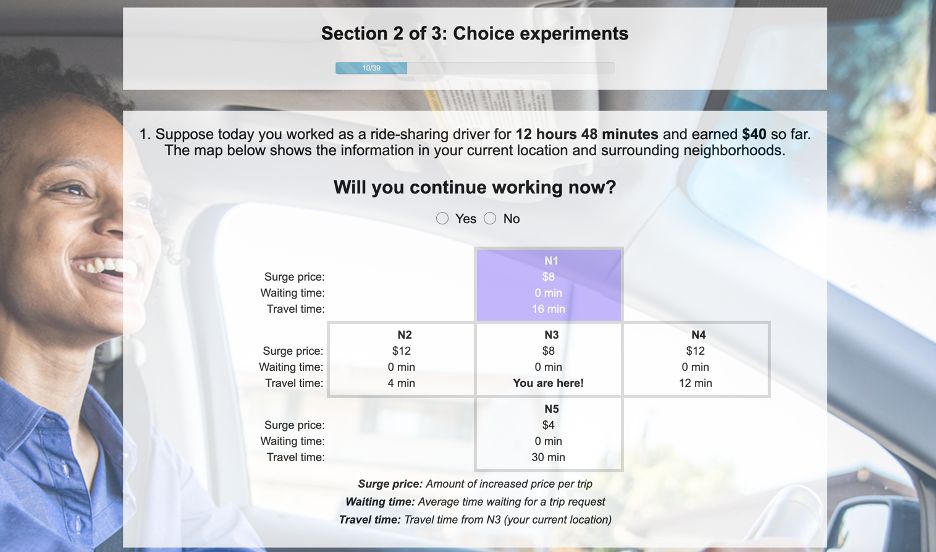 Section 2 of 3: Choice experiments
10/39
1. Suppose today you worked as a ride-sharing driver for 12 hours 48 minutes and earned $40 so far.
The map below shows the information in your current location and surrounding neighborhoods.
Will you continue working now?
Yes No
N1
Surge price: $8
Waiting time: 0 min
Travel time: 16 min
N2 N3 N4
Surge price: $12 $8 $12
Waiting time: 0 min 0 min 0 min
Travel time: 4 min You are here! 12 min
N5
Surge price: $4
Waiting time: 0 min
Travel time: 30 min
Surge price: Amount of increased price per trip
Waiting time: Average time waiting for a trip request
Travel time: Travel time from N3 (your current location)